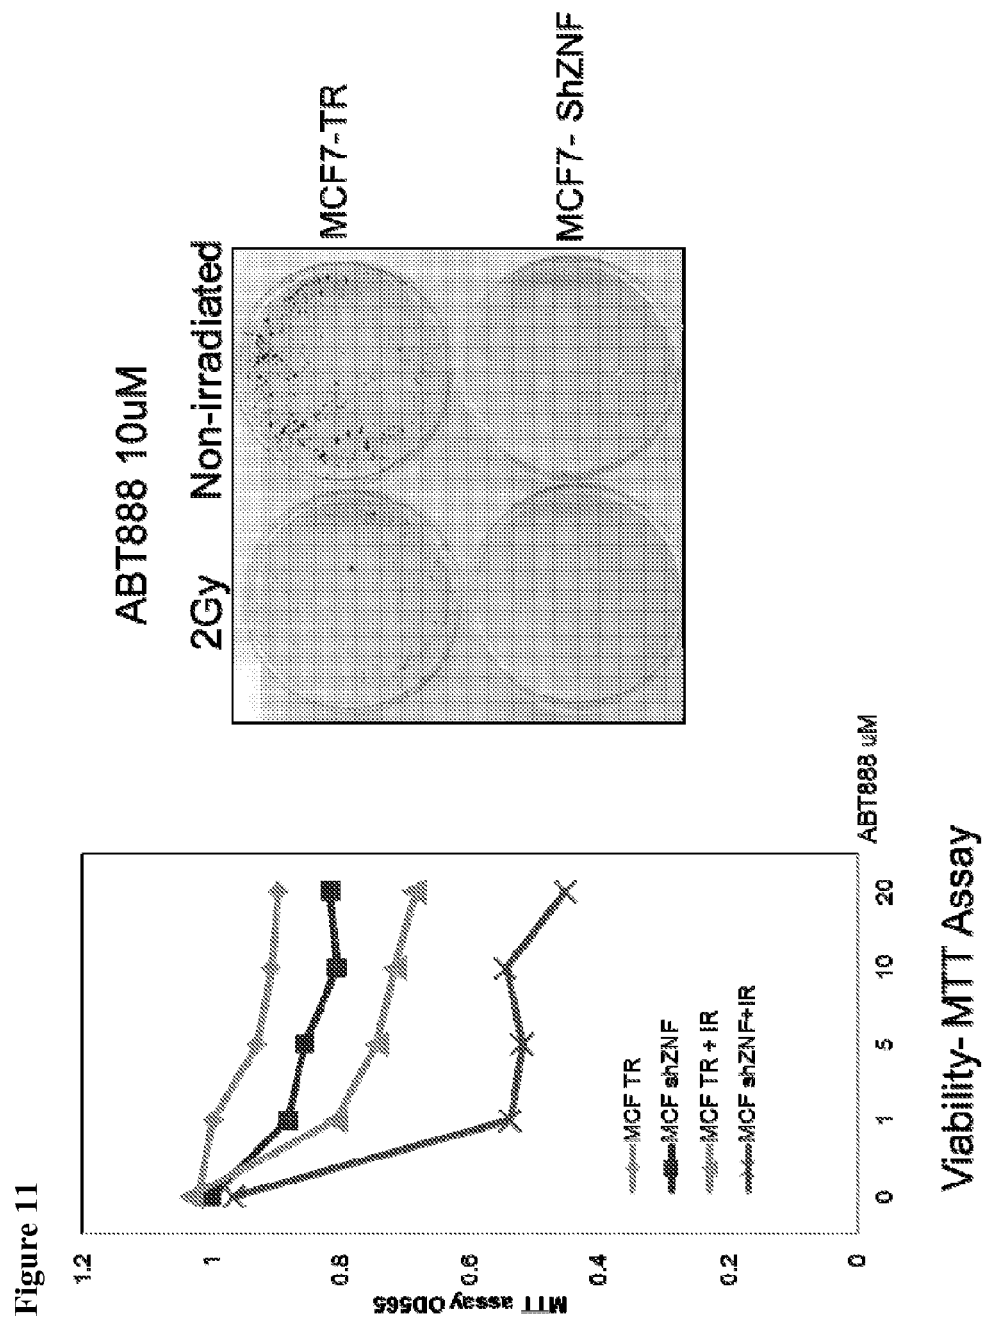 Figure 11
MTT assay OD565
1.2
1
0.8
0.6
0.4
0.2
0
0
1
5
10
20
ABT888 uM
MCF TR
MCF shZNF
MCF TR + IR
MCF shZNF+IR
Viability- MTT Assay
ABT888 10uM
2Gy Non-irradiated
MCF7-TR
MCF7- ShZNF